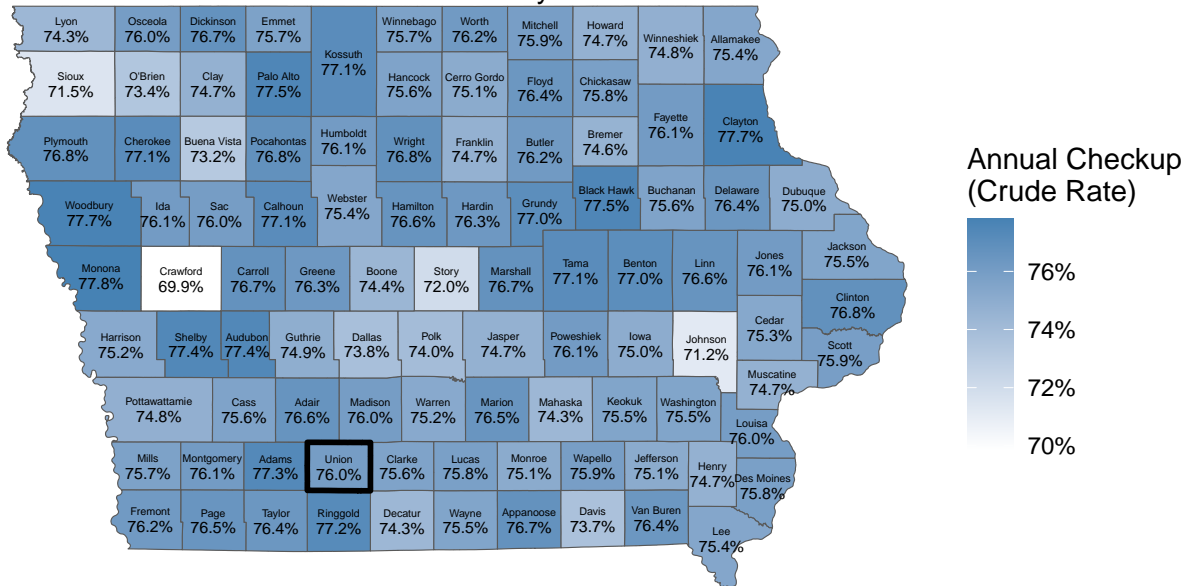 Lyon
74.3%
Osceola
76.0%
Dickinson
76.7%
Emmet
75.7%
Kossuth
77.1%
Winnebago
75.7%
Worth
76.2%
Mitchell
75.9%
Howard
74.7%
Winneshiek
74.8%
Allamakee
75.4%
Sioux
71.5%
O'Brien
73.4%
Clay
74.7%
Palo Alto
77.5%
Hancock
75.6%
Cerro Gordo
75.1%
Floyd
76.4%
Chickasaw
75.8%
Fayette
76.1%
Clayton
77.7%
Plymouth
76.8%
Cherokee
77.1%
Buena Vista
73.2%
Pocahontas
76.8%
Humboldt
76.1%
Wright
76.8%
Franklin
74.7%
Butler
76.2%
Bremer
74.6%
Woodbury
77.7%
Ida
76.1%
Sac
76.0%
Calhoun
77.1%
Webster
75.4%
Hamilton
76.6%
Hardin
76.3%
Grundy
77.0%
Black Hawk
77.5%
Buchanan
75.6%
Delaware
76.4%
Dubuque
75.0%
Monona
77.8%
Crawford
69.9%
Carroll
76.7%
Greene
76.3%
Boone
74.4%
Story
72.0%
Marshall
76.7%
Tama
77.1%
Benton
77.0%
Linn
76.6%
Jones
76.1%
Jackson
75.5%
Clinton
76.8%
Harrison
75.2%
Shelby
77.4%
Audubon
77.4%
Guthrie
74.9%
Dallas
73.8%
Polk
74.0%
Jasper
74.7%
Poweshiek
76.1%
Iowa
75.0%
Johnson
71.2%
Cedar
75.3%
Scott
75.9%
Muscatine
74.7%
Pottawattamie
74.8%
Cass
75.6%
Adair
76.6%
Madison
76.0%
Warren
75.2%
Marion
76.5%
Mahaska
74.3%
Keokuk
75.5%
Washington
75.5%
Louisa
76.0%
Mills
75.7%
Montgomery
76.1%
Adams
77.3%
Union
76.0%
Clarke
75.6%
Lucas
75.8%
Monroe
75.1%
Wapello
75.9%
Jefferson
75.1%
Henry
74.7%
Des Moines
75.8%
Fremont
76.2%
Page
76.5%
Taylor
76.4%
Ringgold
77.2%
Decatur
74.3%
Wayne
75.5%
Appanoose
76.7%
Davis
73.7%
Van Buren
76.4%
Lee
75.4%
Annual Checkup
(Crude Rate)
76%
74%
72%
70%